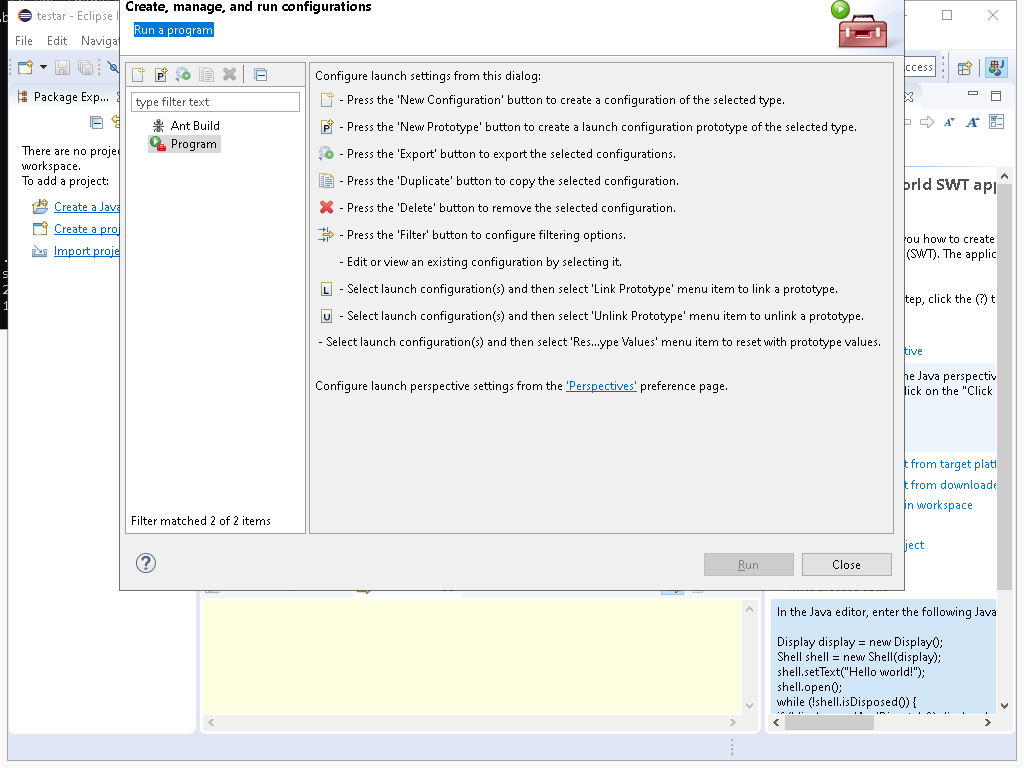 testar - Eclipse I
Create, manage, and run configurations
Run a program
File Edit Navigat
ccess
Package Exp...
type filter text
Ant Build
Program
Filter matched 2 of 2 items
There are no proje
workspace.
To add a project:
Create a Java
Create a proj
Import proje
Configure launch settings from this dialog:
- Press the 'New Configuration' button to create a configuration of the selected type.
- Press the 'New Prototype' button to create a launch configuration prototype of the selected type.
- Press the 'Export' button to export the selected configurations.
- Press the 'Duplicate' button to copy the selected configuration.
- Press the 'Delete' button to remove the selected configuration.
- Press the 'Filter' button to configure filtering options.
- Edit or view an existing configuration by selecting it.
- Select launch configuration(s) and then select 'Link Prototype' menu item to link a prototype.
- Select launch configuration(s) and then select 'Unlink Prototype' menu item to unlink a prototype.
- Select launch configuration(s) and then select 'Res...ype Values' menu item to reset with prototype values.
Configure launch perspective settings from the 'Perspectives' preference page.
Run
Close
orld SWT app
you how to create
(SWT). The applic
tep, click the (?) t
tive
he Java perspectiv
lick on the "Click
t from target platf
t from downloade
in workspace
ject
In the Java editor, enter the following Java
Display display = new Display();
Shell shell = new Shell(display);
shell.setText("Hello world!");
shell.open();
while (!shell.isDisposed()) {